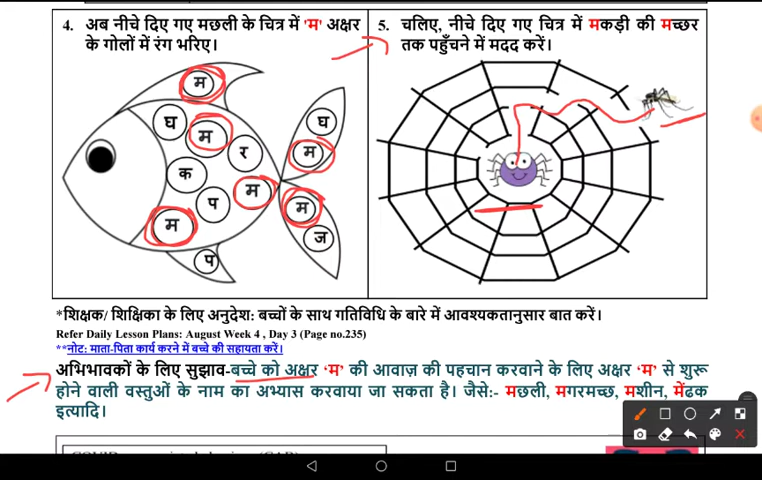 4. अब नीचे दिए गए मछली के चित्र में 'म' अक्षर
के गोलों में रंग भरिए।
म
घ
म
र
क
म
प
म
प
घ
म
म
ज
5. चलिए, नीचे दिए गए चित्र में मकड़ी की मच्छर
तक पहुँचने में मदद करें।
*शिक्षक/ शिक्षिका के लिए अनुदेश: बच्चों के साथ गतिविधि के बारे में आवश्यकतानुसार बात करें।
Refer Daily Lesson Plans: August Week 4 , Day 3 (Page no.235)
**नोट: माता-पिता कार्य करने में बच्चे की सहायता करें।
अभिभावकों के लिए सुझाव-बच्चे को अक्षर ‘म’ की आवाज़ की पहचान करवाने के लिए अक्षर ‘म’ से शुरू
होने वाली वस्तुओं के नाम का अभ्यास करवाया जा सकता है। जैसे:- मछली, मगरमच्छ, मशीन, मेंढक
इत्यादि।